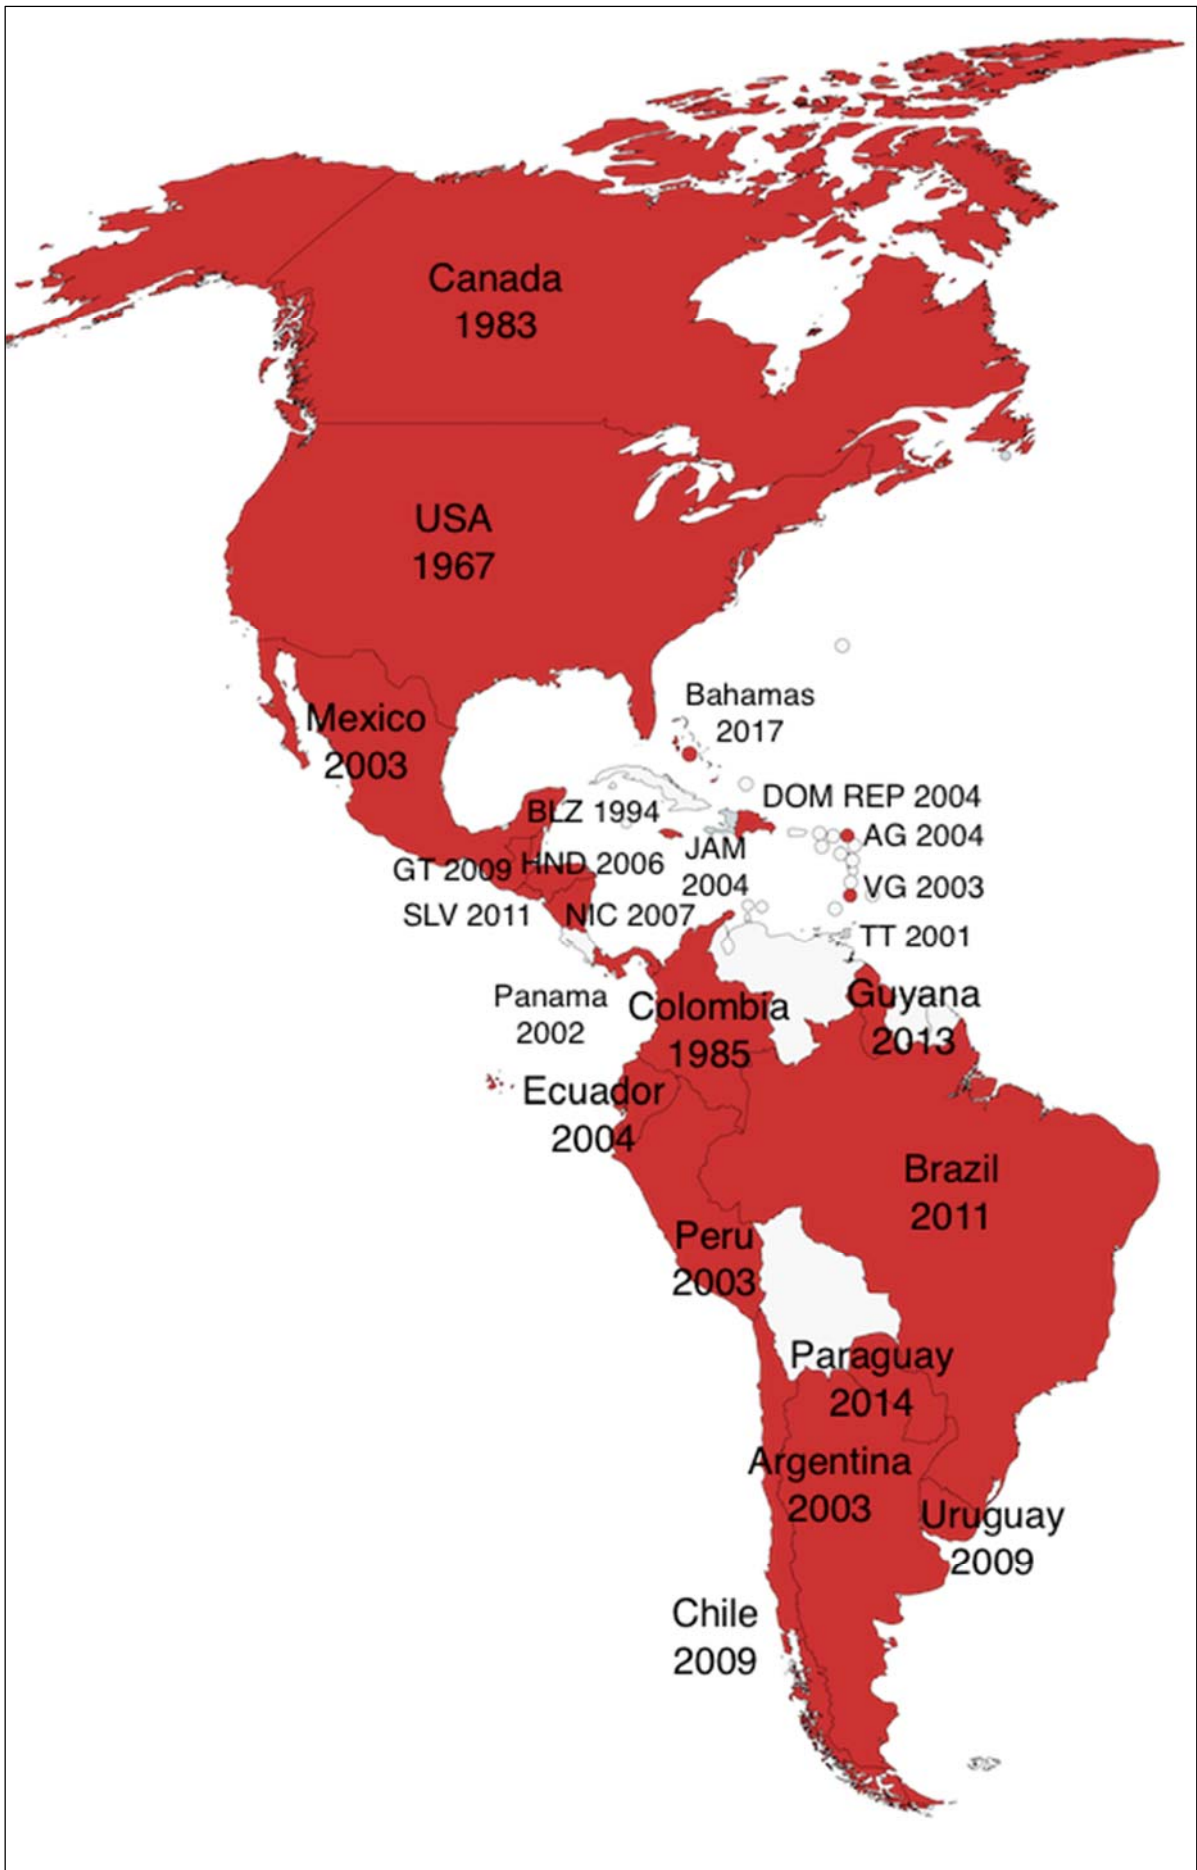 Canada
1983
USA
1967
Bahamas
2017
Mexico
2003
DOM REP 2004
BLZ 1994
AG 2004
JAM
2004
GT 2009
HND 2006
VG 2003
SLV 2011
NIC 2007
TT 2001
Panama
2002
Colombia
1985
Guyana
2013
Ecuador
2004
Brazil
2011
Peru
2003
Paraguay
2014
Argentina
2003
Uruguay
2009
Chile
2009